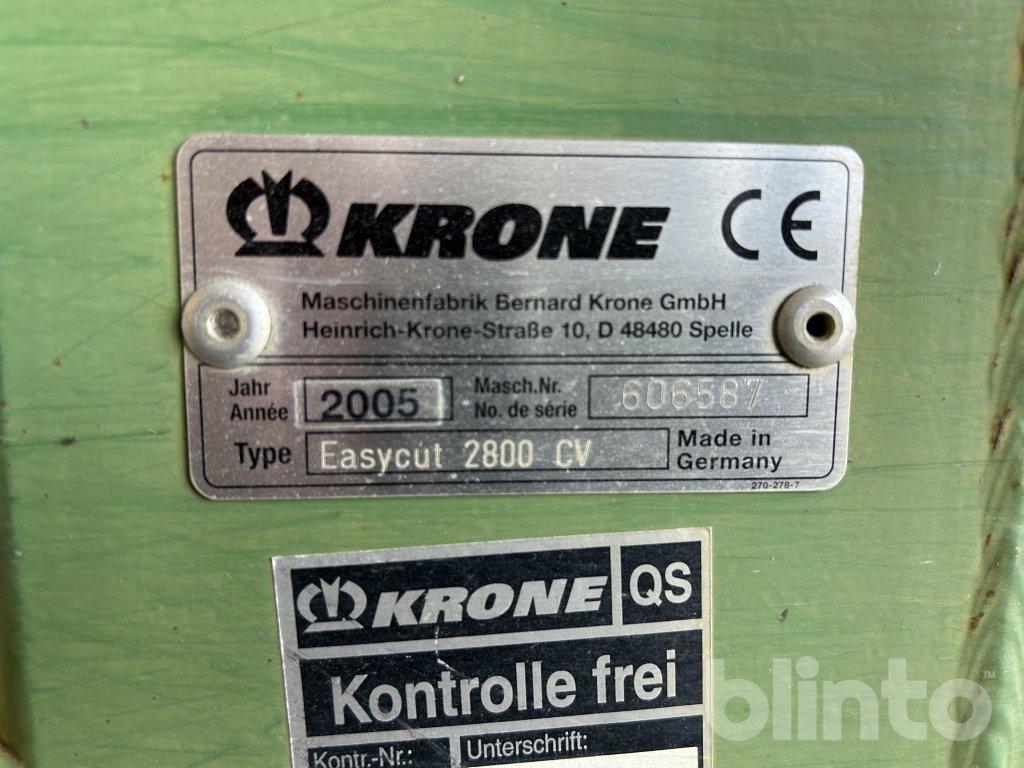 KRONE CE
Maschinenfabrik Bernard Krone GmbH
Heinrich-Krone-Straße 10, D 48480 Spelle
Jahr
Année
2005
Masch.Nr.
No. de série
606587
Type
Easycut 2800 CV
Made in
Germany
270-278-7
KRONE QS
Kontrolle frei
Kontr.-Nr.:
Unterschrift:
blinto™